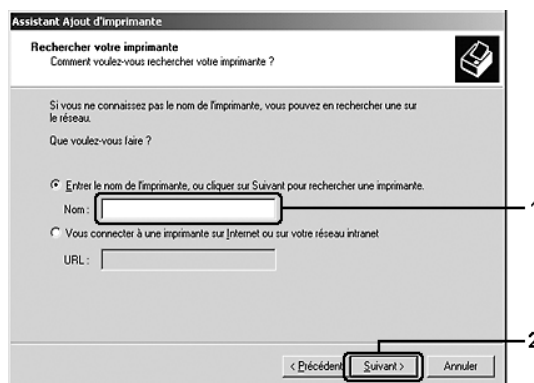 Assistant Ajout d'imprimante
Rechercher votre imprimante
Comment voulez-vous rechercher votre imprimante ?
Si vous ne connaissez pas le nom de l'imprimante, vous pouvez en rechercher une sur
le réseau.
Que voulez-vous faire ?
Entrer le nom de l'imprimante, ou cliquer sur Suivant pour rechercher une imprimante.
Nom :
1
Vous connecter à une imprimante sur Internet ou sur votre réseau intranet
URL :
2
< Précédent
Suivant >
Annuler